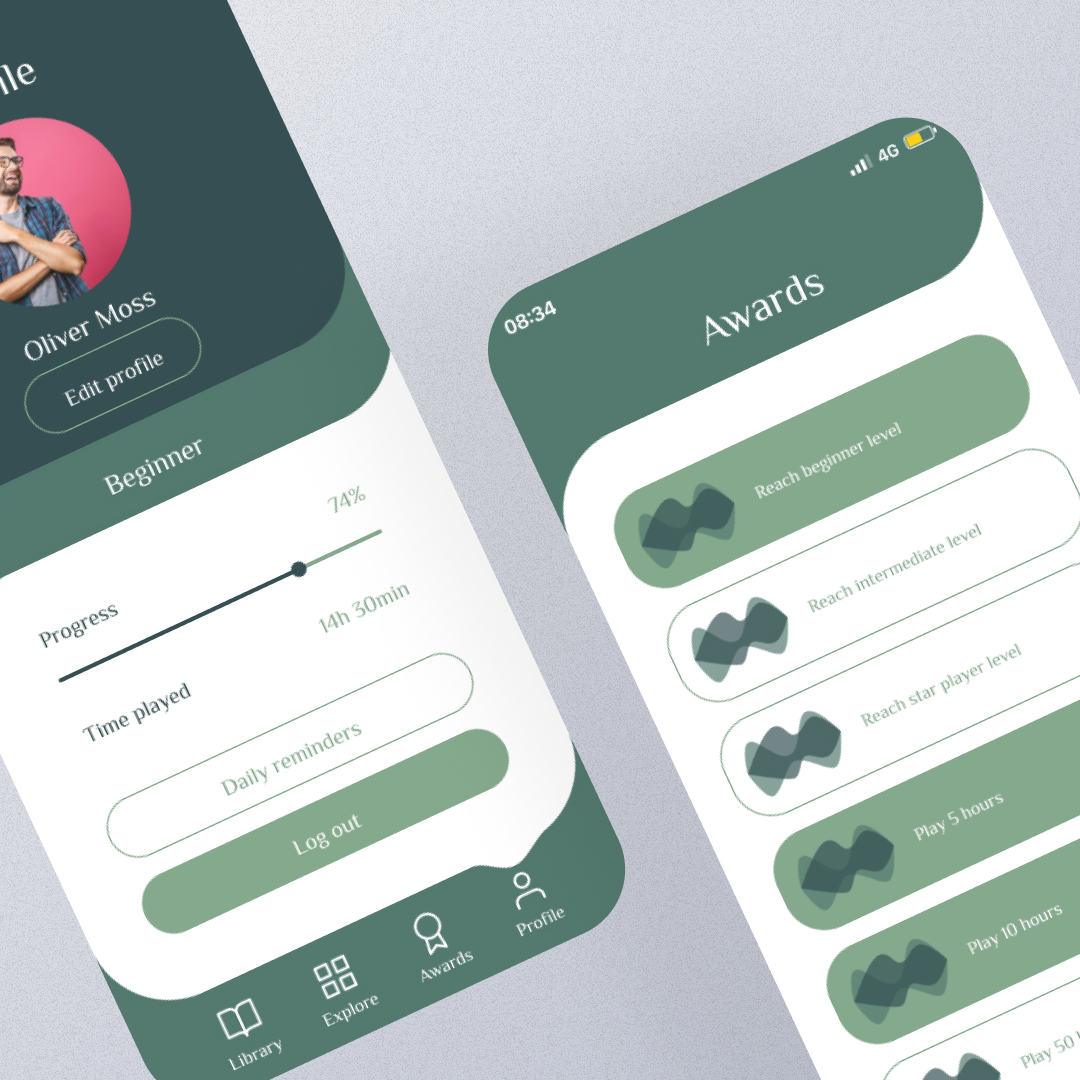 Oliver Moss
Edit profile
Beginner
Progress
74%
Time played
14h 30min
Daily reminders
Log out
Library
Explore
Awards
Profile
08:34
4G
Awards
Reach beginner level
Reach intermediate level
Reach star player level
Play 5 hours
Play 10 hours
Play 50